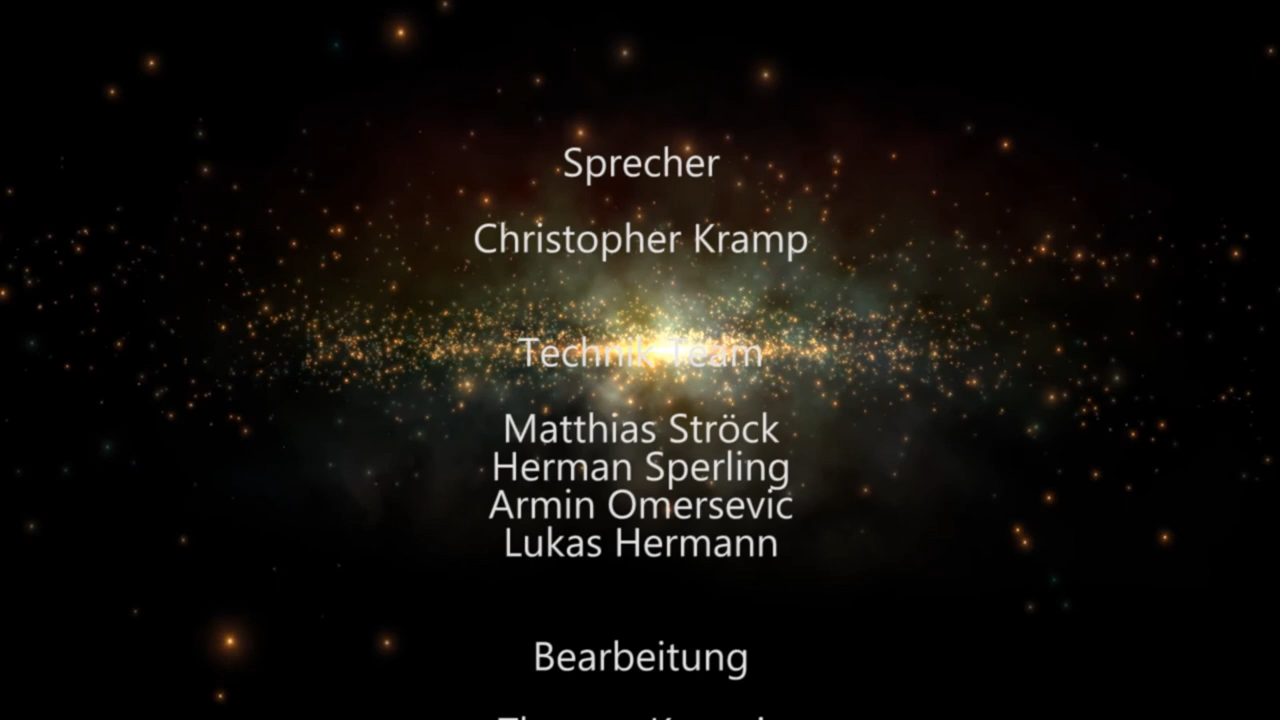 Sprecher
Christopher Kramp
Technik Team
Matthias Ströck
Herman Sperling
Armin Omersevic
Lukas Hermann
Bearbeitung